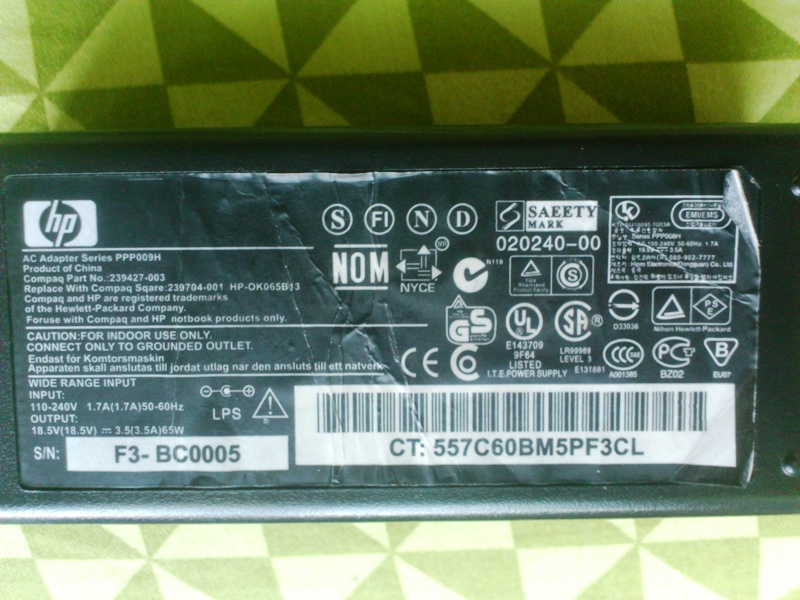 hp
AC Adapter Series PPP009H
Product of China
Compaq Part No.:239427-003
Replace With Compaq Sqare:239704-001 HP-OK065B13
Compaq and HP are registered trademarks
of the Hewlett-Packard Company.
Foruse with Compaq and HP notbook products only.
CAUTION:FOR INDOOR USE ONLY.
CONNECT ONLY TO GROUNDED OUTLET.
Endast for Komtorsmaskin
Apparaten skall anslutas till jordat utlag nar den ansluts till ett natverk
WIDE RANGE INPUT
INPUT:
110-240V 1.7A(1.7A)50-60Hz
OUTPUT:
18.5V(18.5V) ⎓ 3.5(3.5A)65W
LPS
S/N: F3- BC0005
S FI N D
SAEETY
MARK
020240-00
NOM
NYCE
N119
GS
UL
E143709
9F64
LISTED
I.T.E.POWER SUPPLY
SA ®
LR99969
LEVEL 3
E131881
CE
EMI/EMS
Series PPP009H
D33036
PS
E
Nihon Hewlett-Packard
CCC
A001385
BZ02
EU07
CT: 557C60BM5PF3CL